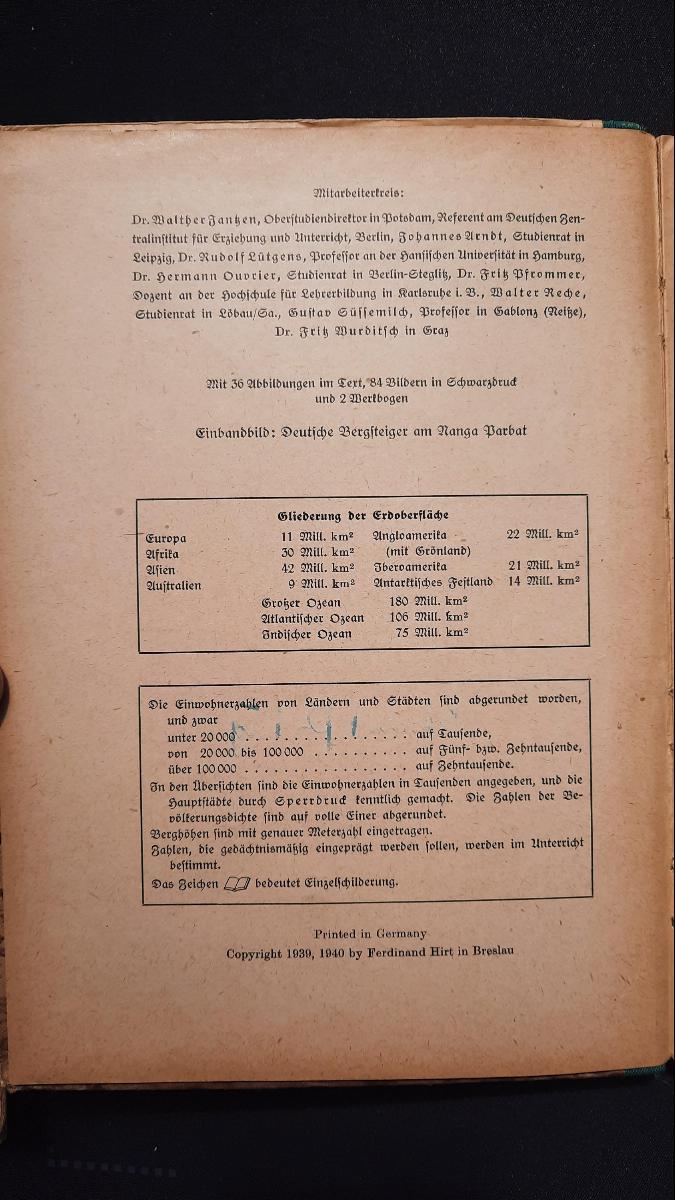 Mitarbeiterkreis:
Dr. Walther Jantzen, Oberstudiendirektor in Potsdam, Referent am Deutschen Zen-
tralinstitut für Erziehung und Unterricht, Berlin, Johannes Arndt, Studienrat in
Leipzig, Dr. Rudolf Lütgens, Professor an der Hansischen Universität in Hamburg,
Dr. Hermann Ouvrier, Studienrat in Berlin-Steglitz, Dr. Fritz Pfrommer,
Dozent an der Hochschule für Lehrerbildung in Karlsruhe i. B., Walter Reche,
Studienrat in Löbau/Sa., Gustav Süssemilch, Professor in Gablonz (Neiße),
Dr. Fritz Wurditsch in Graz
Mit 36 Abbildungen im Text, 84 Bildern in Schwarzdruck
und 2 Werkbogen
Einbandbild: Deutsche Bergsteiger am Nanga Parbat
Gliederung der Erdoberfläche
Europa 11 Mill. km² Angloamerika 22 Mill. km²
Afrika 30 Mill. km² (mit Grönland)
Asien 42 Mill. km² Iberoamerika 21 Mill. km²
Australien 9 Mill. km² Antarktisches Festland 14 Mill. km²
Großer Ozean 180 Mill. km²
Atlantischer Ozean 106 Mill. km²
Indischer Ozean 75 Mill. km²
Die Einwohnerzahlen von Ländern und Städten sind abgerundet worden,
und zwar
unter 20 000 . . . . . . . . . . . . . . . . . auf Tausende,
von 20 000 bis 100 000 . . . . . . . . . . auf Fünf- bzw. Zehntausende,
über 100 000 . . . . . . . . . . . . . . . . . auf Zehntausende.
In den Übersichten sind die Einwohnerzahlen in Tausenden angegeben, und die
Hauptstädte durch Sperrdruck kenntlich gemacht. Die Zahlen der Be-
völkerungsdichte sind auf volle Einer abgerundet.
Berghöhen sind mit genauer Meterzahl eingetragen.
Zahlen, die gedächtnismäßig eingeprägt werden sollen, werden im Unterricht
bestimmt.
Das Zeichen bedeutet Einzelschilderung.
Printed in Germany
Copyright 1939, 1940 by Ferdinand Hirt in Breslau